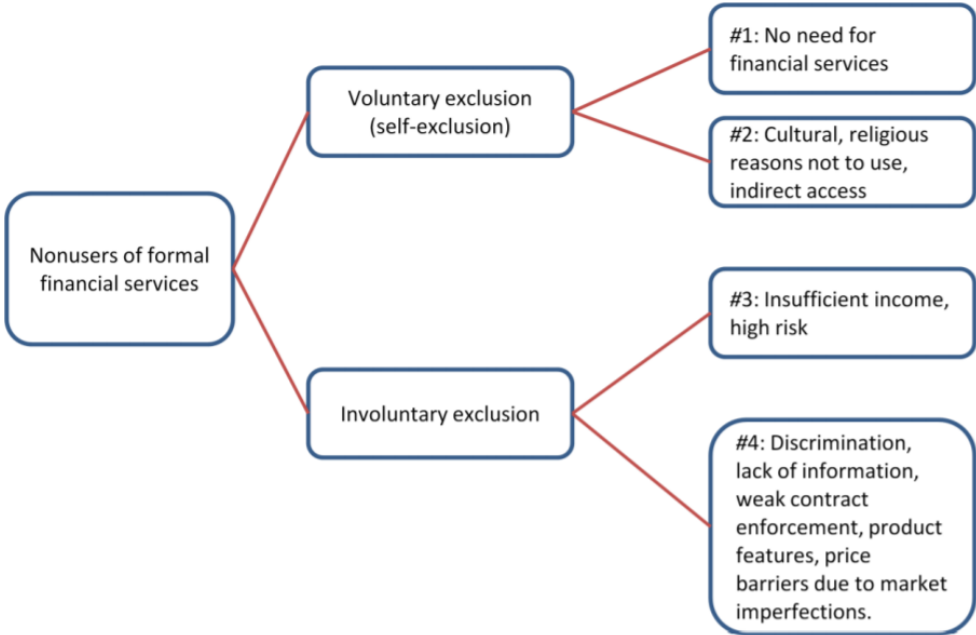 #1: No need for
financial services
Voluntary exclusion
(self-exclusion)
#2: Cultural, religious
reasons not to use,
indirect access
Nonusers of formal
financial services
#3: Insufficient income,
high risk
Involuntary exclusion
#4: Discrimination,
lack of information,
weak contract
enforcement, product
features, price
barriers due to market
imperfections.